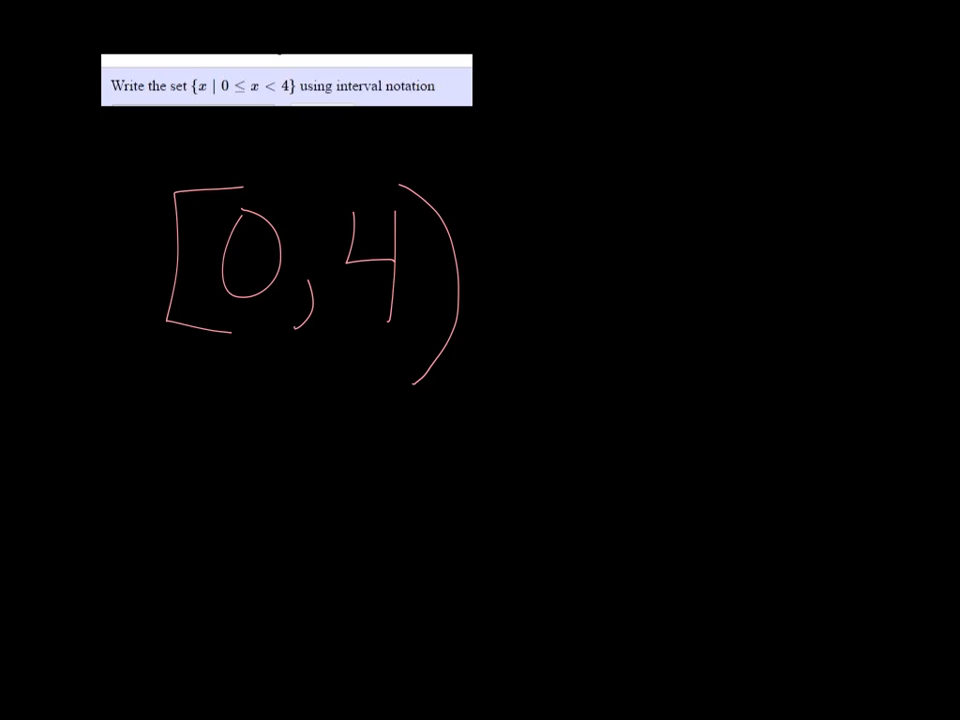 Write the set {x | 0 ≤ x < 4} using interval notation
[0, 4)